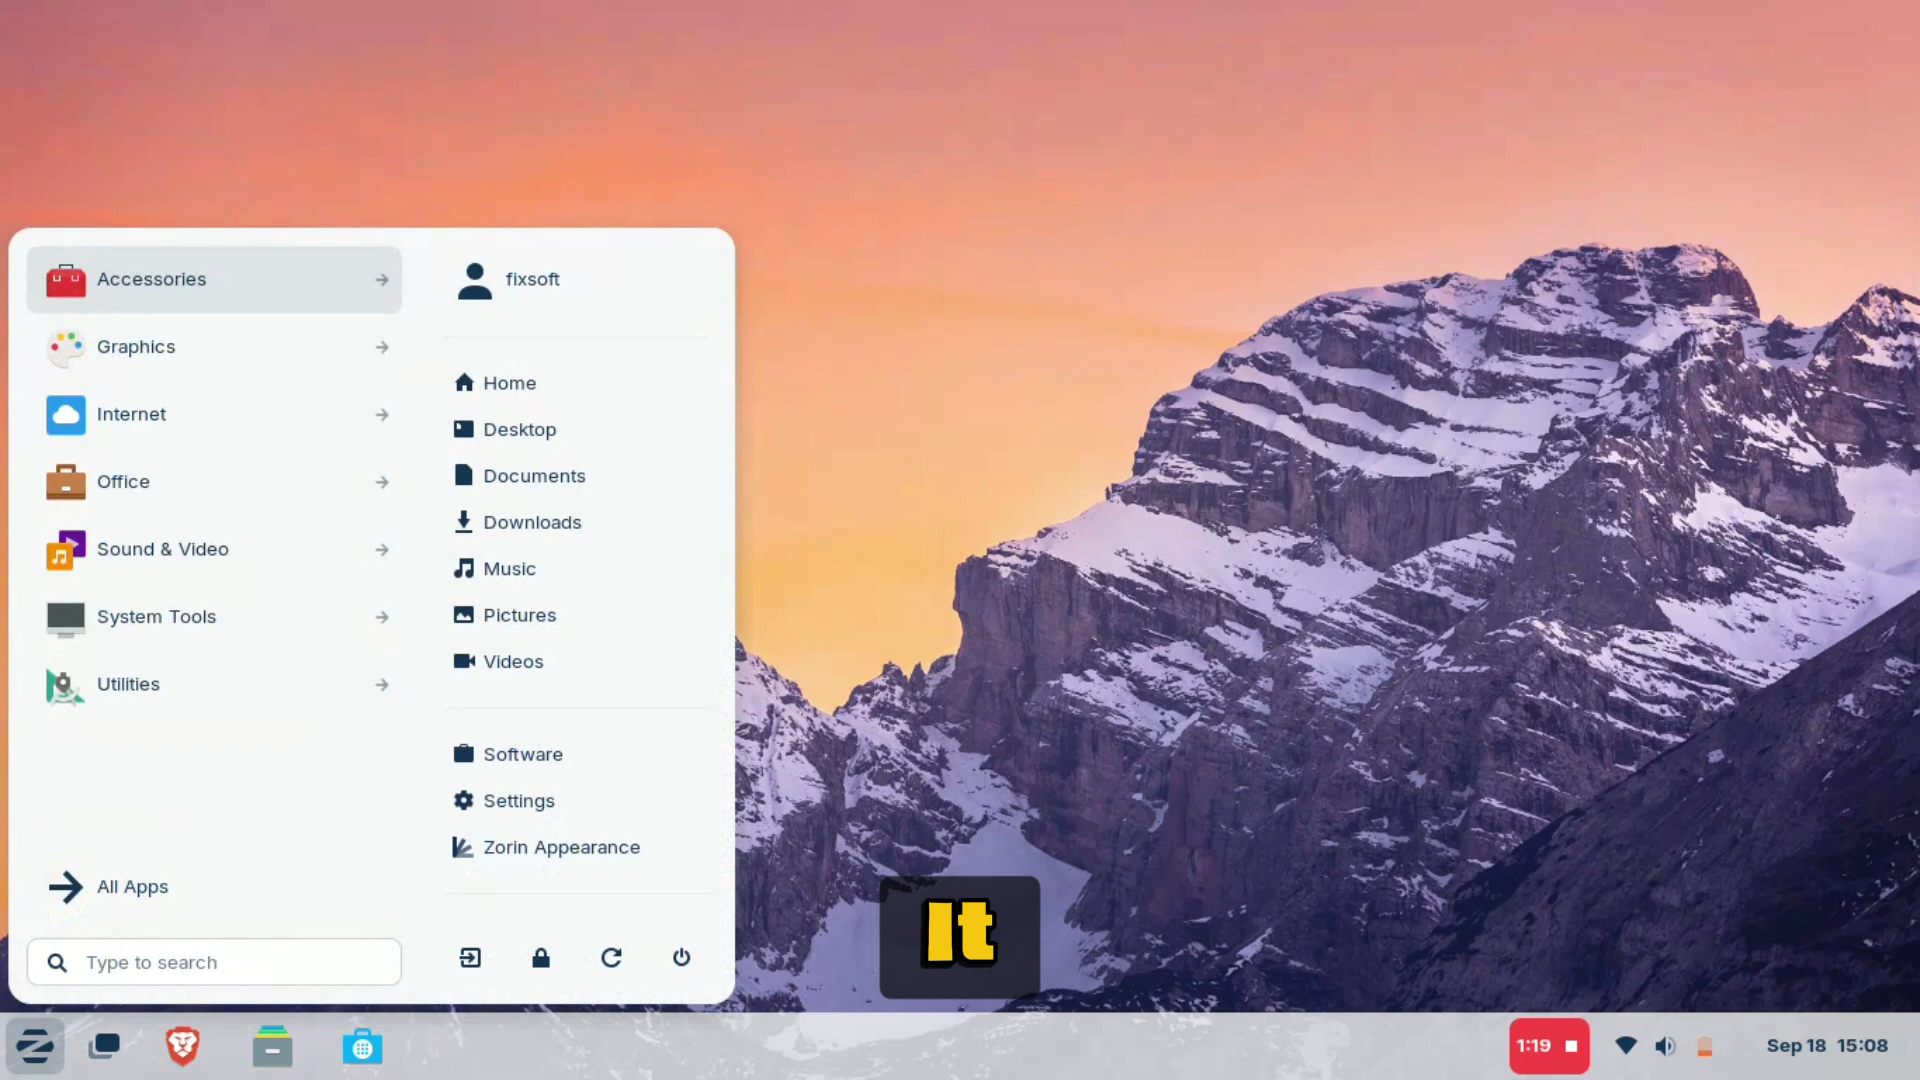 Accessories
Graphics
Internet
Office
Sound & Video
System Tools
Utilities
All Apps
Type to search
fixsoft
Home
Desktop
Documents
Downloads
Music
Pictures
Videos
Software
Settings
Zorin Appearance
It
1:19
Sep 18 15:08